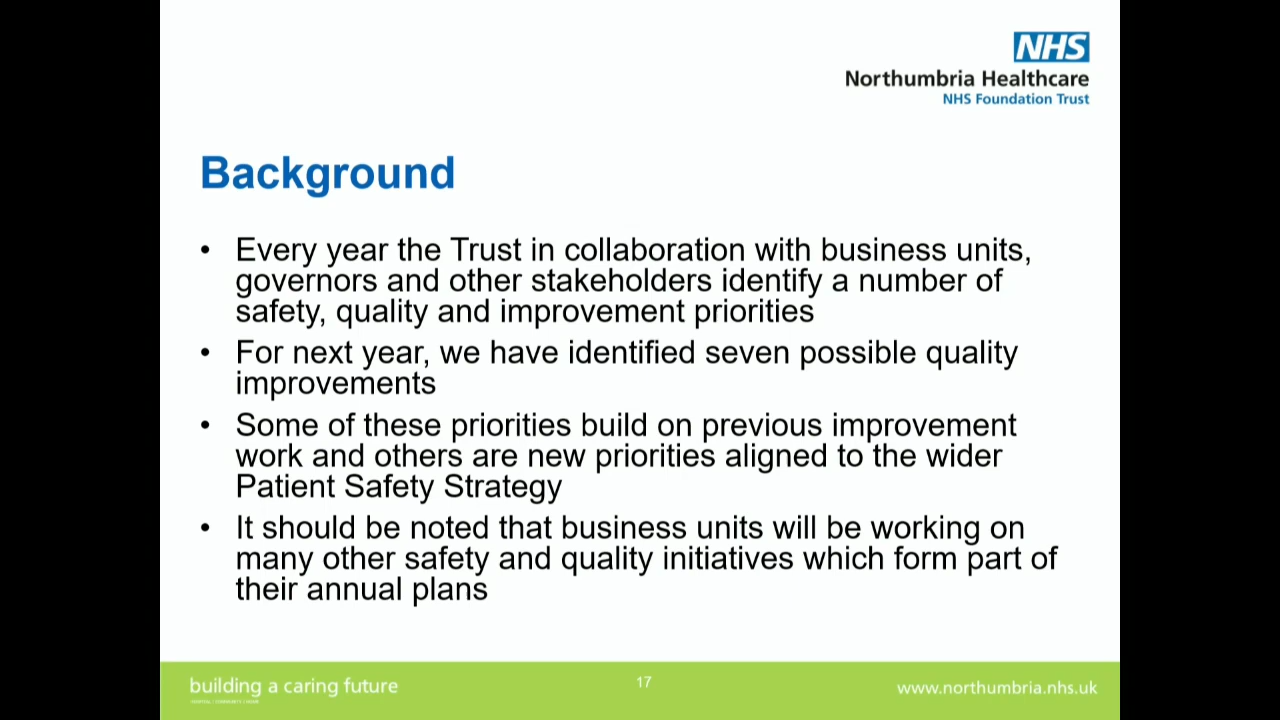 NHS
Northumbria Healthcare
NHS Foundation Trust
Background
• Every year the Trust in collaboration with business units,
governors and other stakeholders identify a number of
safety, quality and improvement priorities
• For next year, we have identified seven possible quality
improvements
• Some of these priorities build on previous improvement
work and others are new priorities aligned to the wider
Patient Safety Strategy
• It should be noted that business units will be working on
many other safety and quality initiatives which form part of
their annual plans
building a caring future
17
www.northumbria.nhs.uk